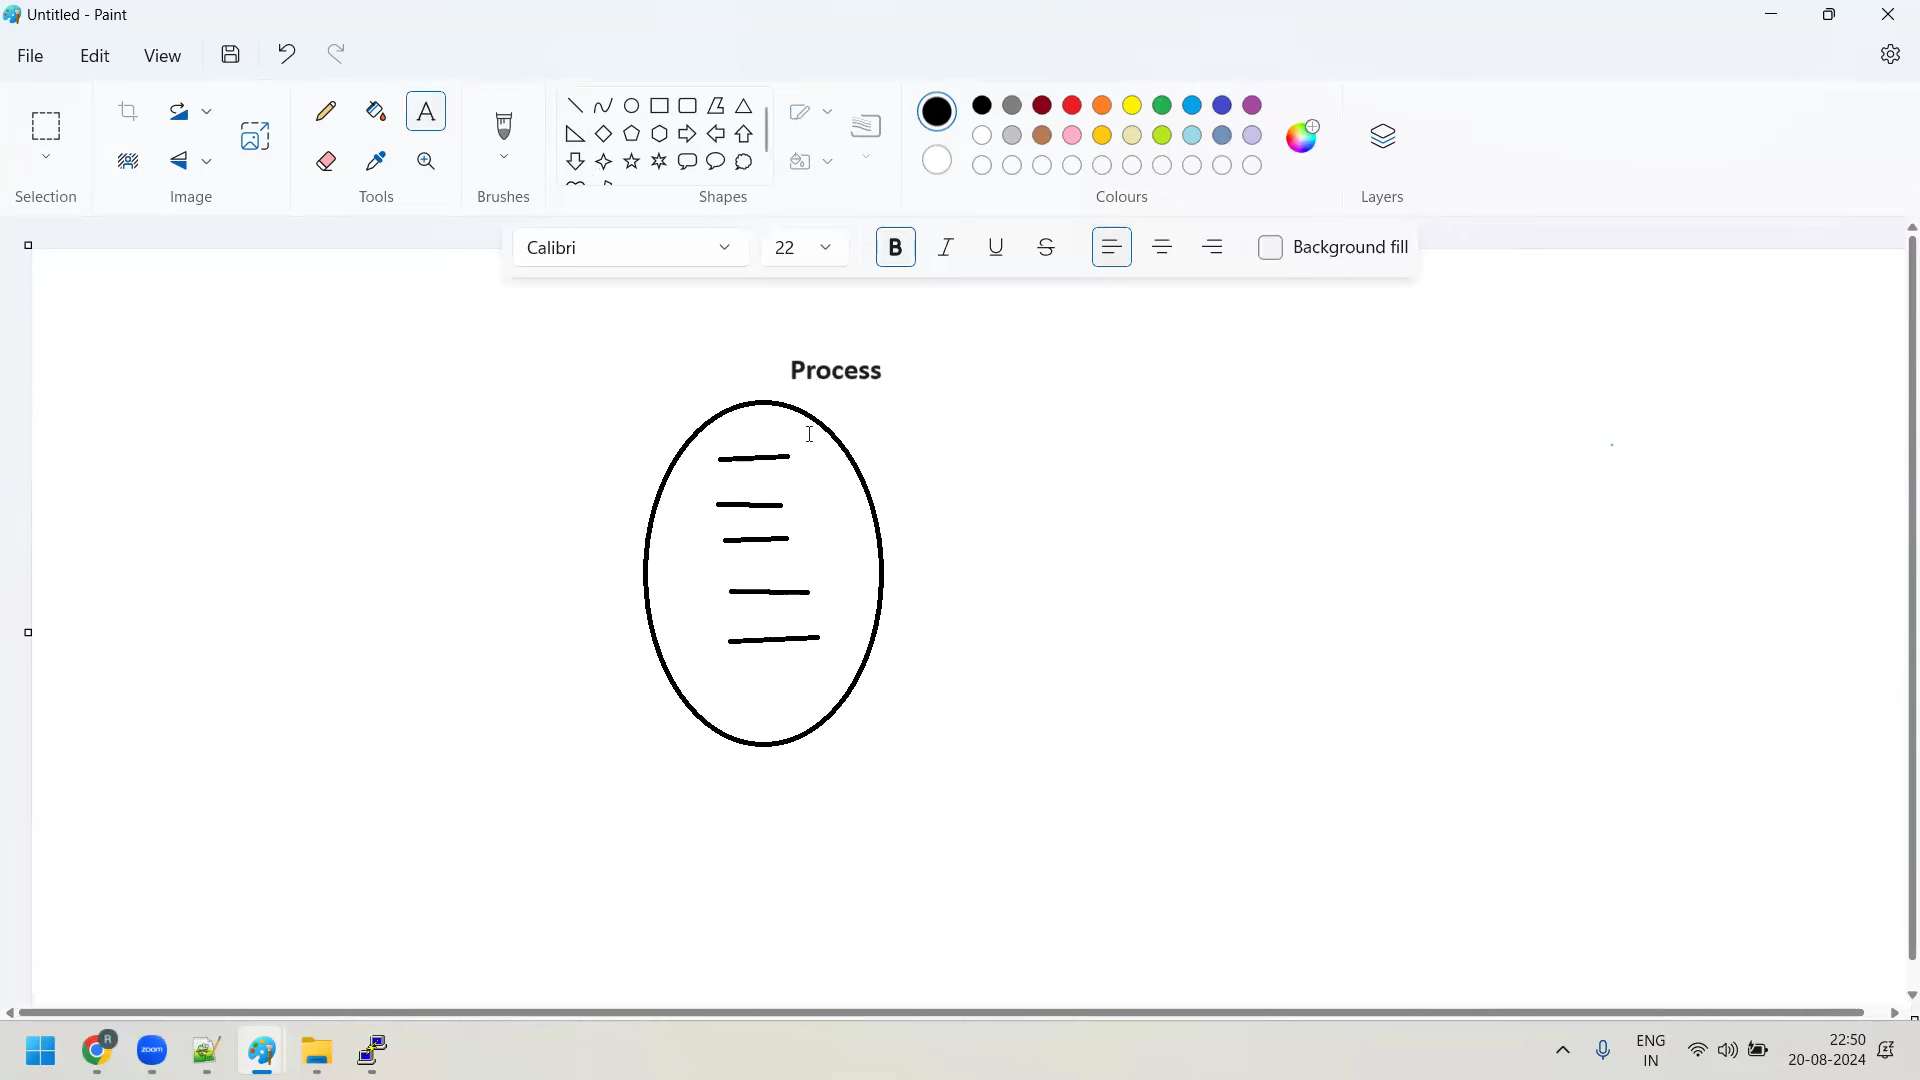 Untitled - Paint
File Edit View
Selection Image Tools Brushes Shapes Colours Layers
Calibri 22 B I U S Background fill
Process
zoom
R
ENG
IN
22:50
20-08-2024